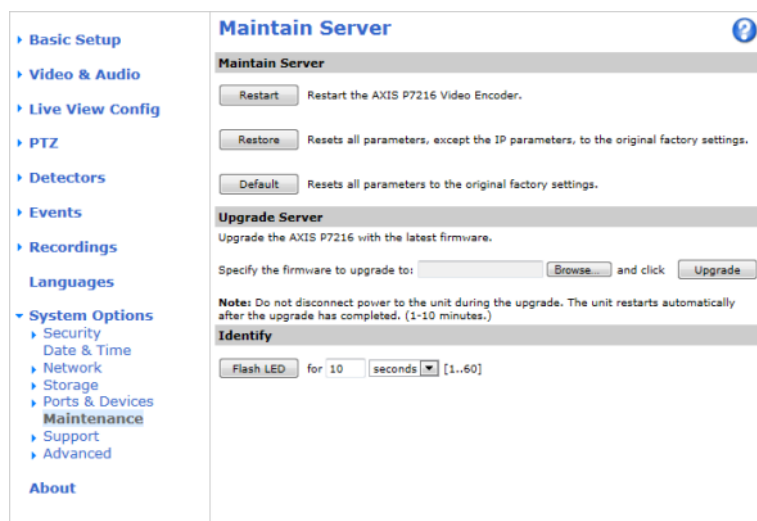 Basic Setup
Video & Audio
Live View Config
PTZ
Detectors
Events
Recordings
Languages
System Options
Security
Date & Time
Network
Storage
Ports & Devices
Maintenance
Support
Advanced
About
Maintain Server
?
Maintain Server
Restart Restart the AXIS P7216 Video Encoder.
Restore Resets all parameters, except the IP parameters, to the original factory settings.
Default Resets all parameters to the original factory settings.
Upgrade Server
Upgrade the AXIS P7216 with the latest firmware.
Specify the firmware to upgrade to: Browse... and click Upgrade
Note: Do not disconnect power to the unit during the upgrade. The unit restarts automatically
after the upgrade has completed. (1-10 minutes.)
Identify
Flash LED for 10 seconds [1..60]